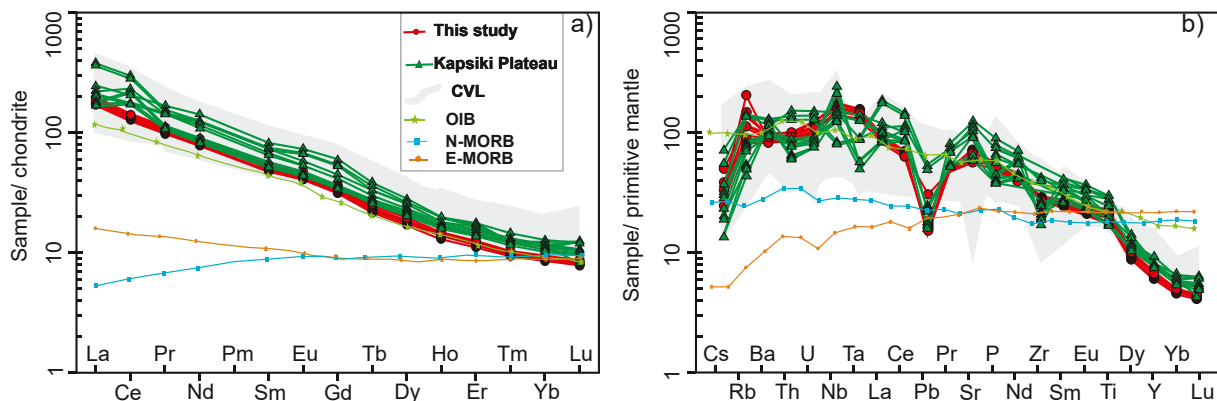 a)
1000
100
10
1
Sample/ chondrite
This study
Kapsiki Plateau
CVL
OIB
N-MORB
E-MORB
La Pr Pm Eu Tb Ho Tm Lu
Ce Nd Sm Gd Dy Er Yb
b)
1000
100
10
1
Sample/ primitive mantle
Cs Ba U Ta Ce Pr P Zr Eu Dy Yb
Rb Th Nb La Pb Sr Nd Sm Ti Y Lu